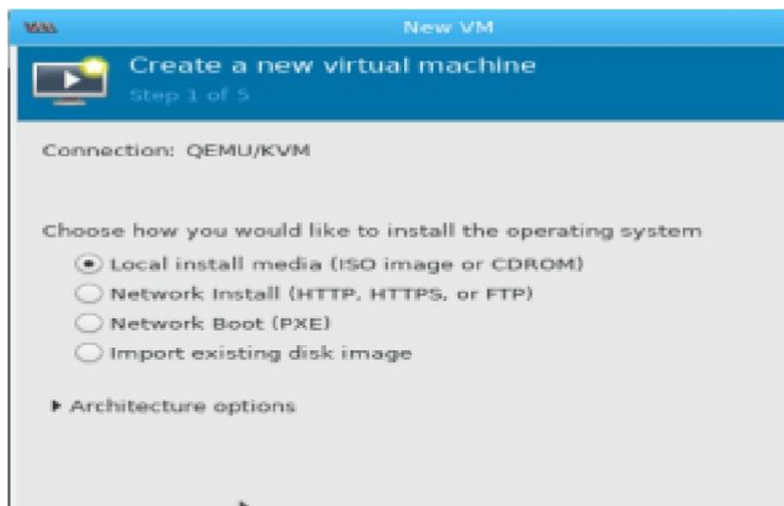 New VM
Create a new virtual machine
Step 1 of 5
Connection: QEMU/KVM
Choose how you would like to install the operating system
Local install media (ISO image or CDROM)
Network Install (HTTP, HTTPS, or FTP)
Network Boot (PXE)
Import existing disk image
Architecture options